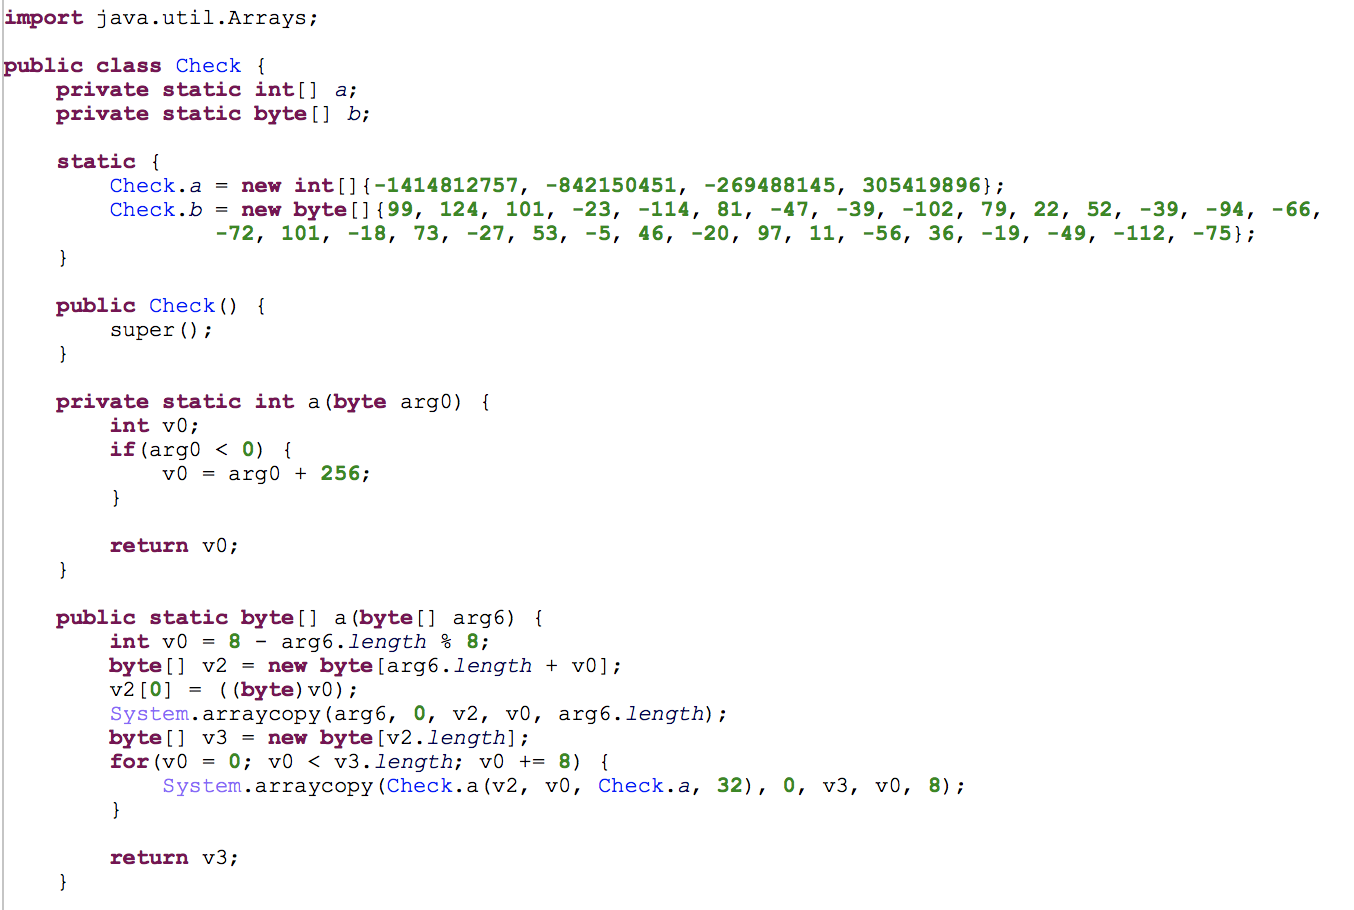 import java.util.Arrays;
public class Check {
    private static int[] a;
    private static byte[] b;
    static {
        Check.a = new int[]{-1414812757, -842150451, -269488145, 305419896};
        Check.b = new byte[]{99, 124, 101, -23, -114, 81, -47, -39, -102, 79, 22, 52, -39, -94, -66,
                -72, 101, -18, 73, -27, 53, -5, 46, -20, 97, 11, -56, 36, -19, -49, -112, -75};
    }
    public Check() {
        super();
    }
    private static int a(byte arg0) {
        int v0;
        if(arg0 < 0) {
            v0 = arg0 + 256;
        }
        return v0;
    }
    public static byte[] a(byte[] arg6) {
        int v0 = 8 - arg6.length % 8;
        byte[] v2 = new byte[arg6.length + v0];
        v2[0] = ((byte)v0);
        System.arraycopy(arg6, 0, v2, v0, arg6.length);
        byte[] v3 = new byte[v2.length];
        for(v0 = 0; v0 < v3.length; v0 += 8) {
            System.arraycopy(Check.a(v2, v0, Check.a, 32), 0, v3, v0, 8);
        }
        return v3;
    }